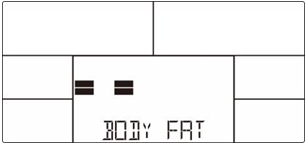 = =
BODY FAT